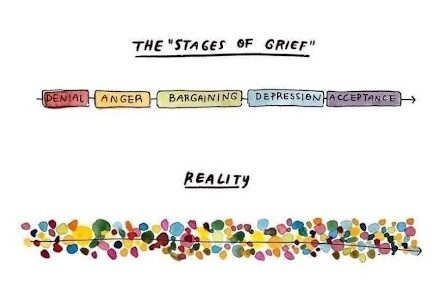 THE "STAGES OF GRIEF"
DENIAL ANGER BARGAINING DEPRESSION ACCEPTANCE
REALITY